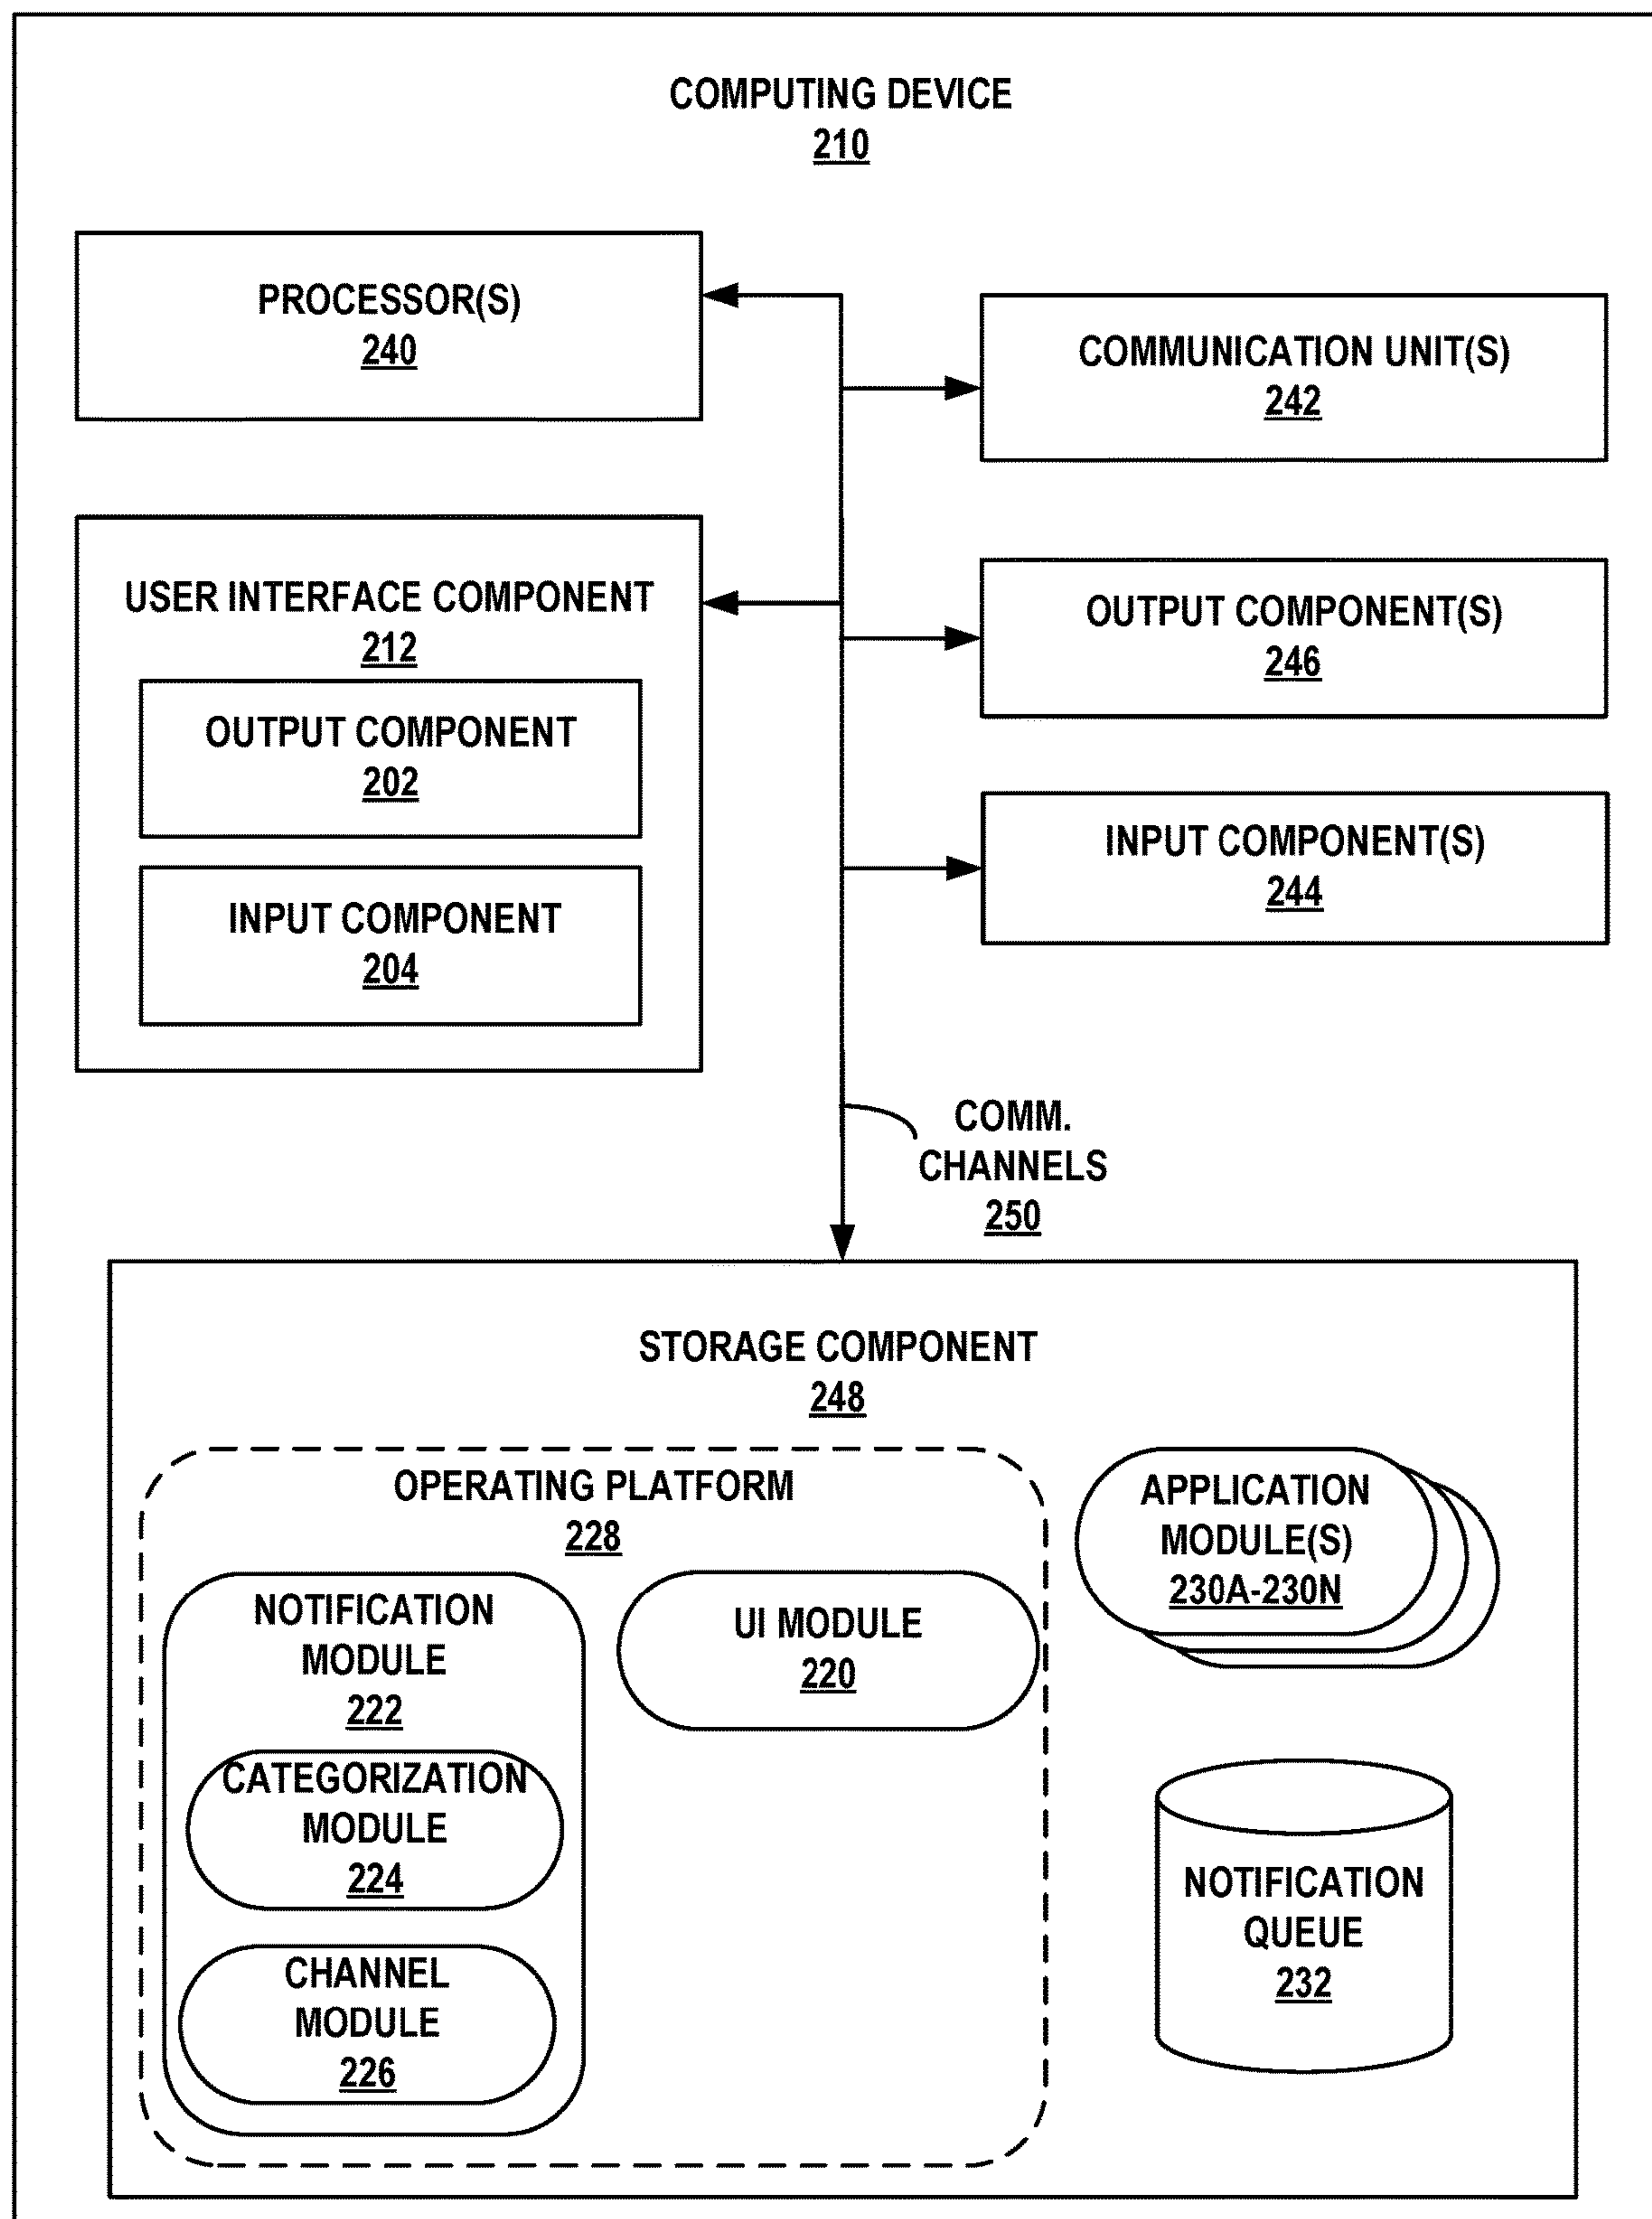 COMPUTING DEVICE
210
PROCESSOR(S)
240
COMMUNICATION UNIT(S)
242
USER INTERFACE COMPONENT
212
OUTPUT COMPONENT
202
INPUT COMPONENT
204
OUTPUT COMPONENT(S)
246
INPUT COMPONENT(S)
244
COMM.
CHANNELS
250
STORAGE COMPONENT
248
OPERATING PLATFORM
228
NOTIFICATION
MODULE
222
CATEGORIZATION
MODULE
224
CHANNEL
MODULE
226
UI MODULE
220
APPLICATION
MODULE(S)
230A-230N
NOTIFICATION
QUEUE
232